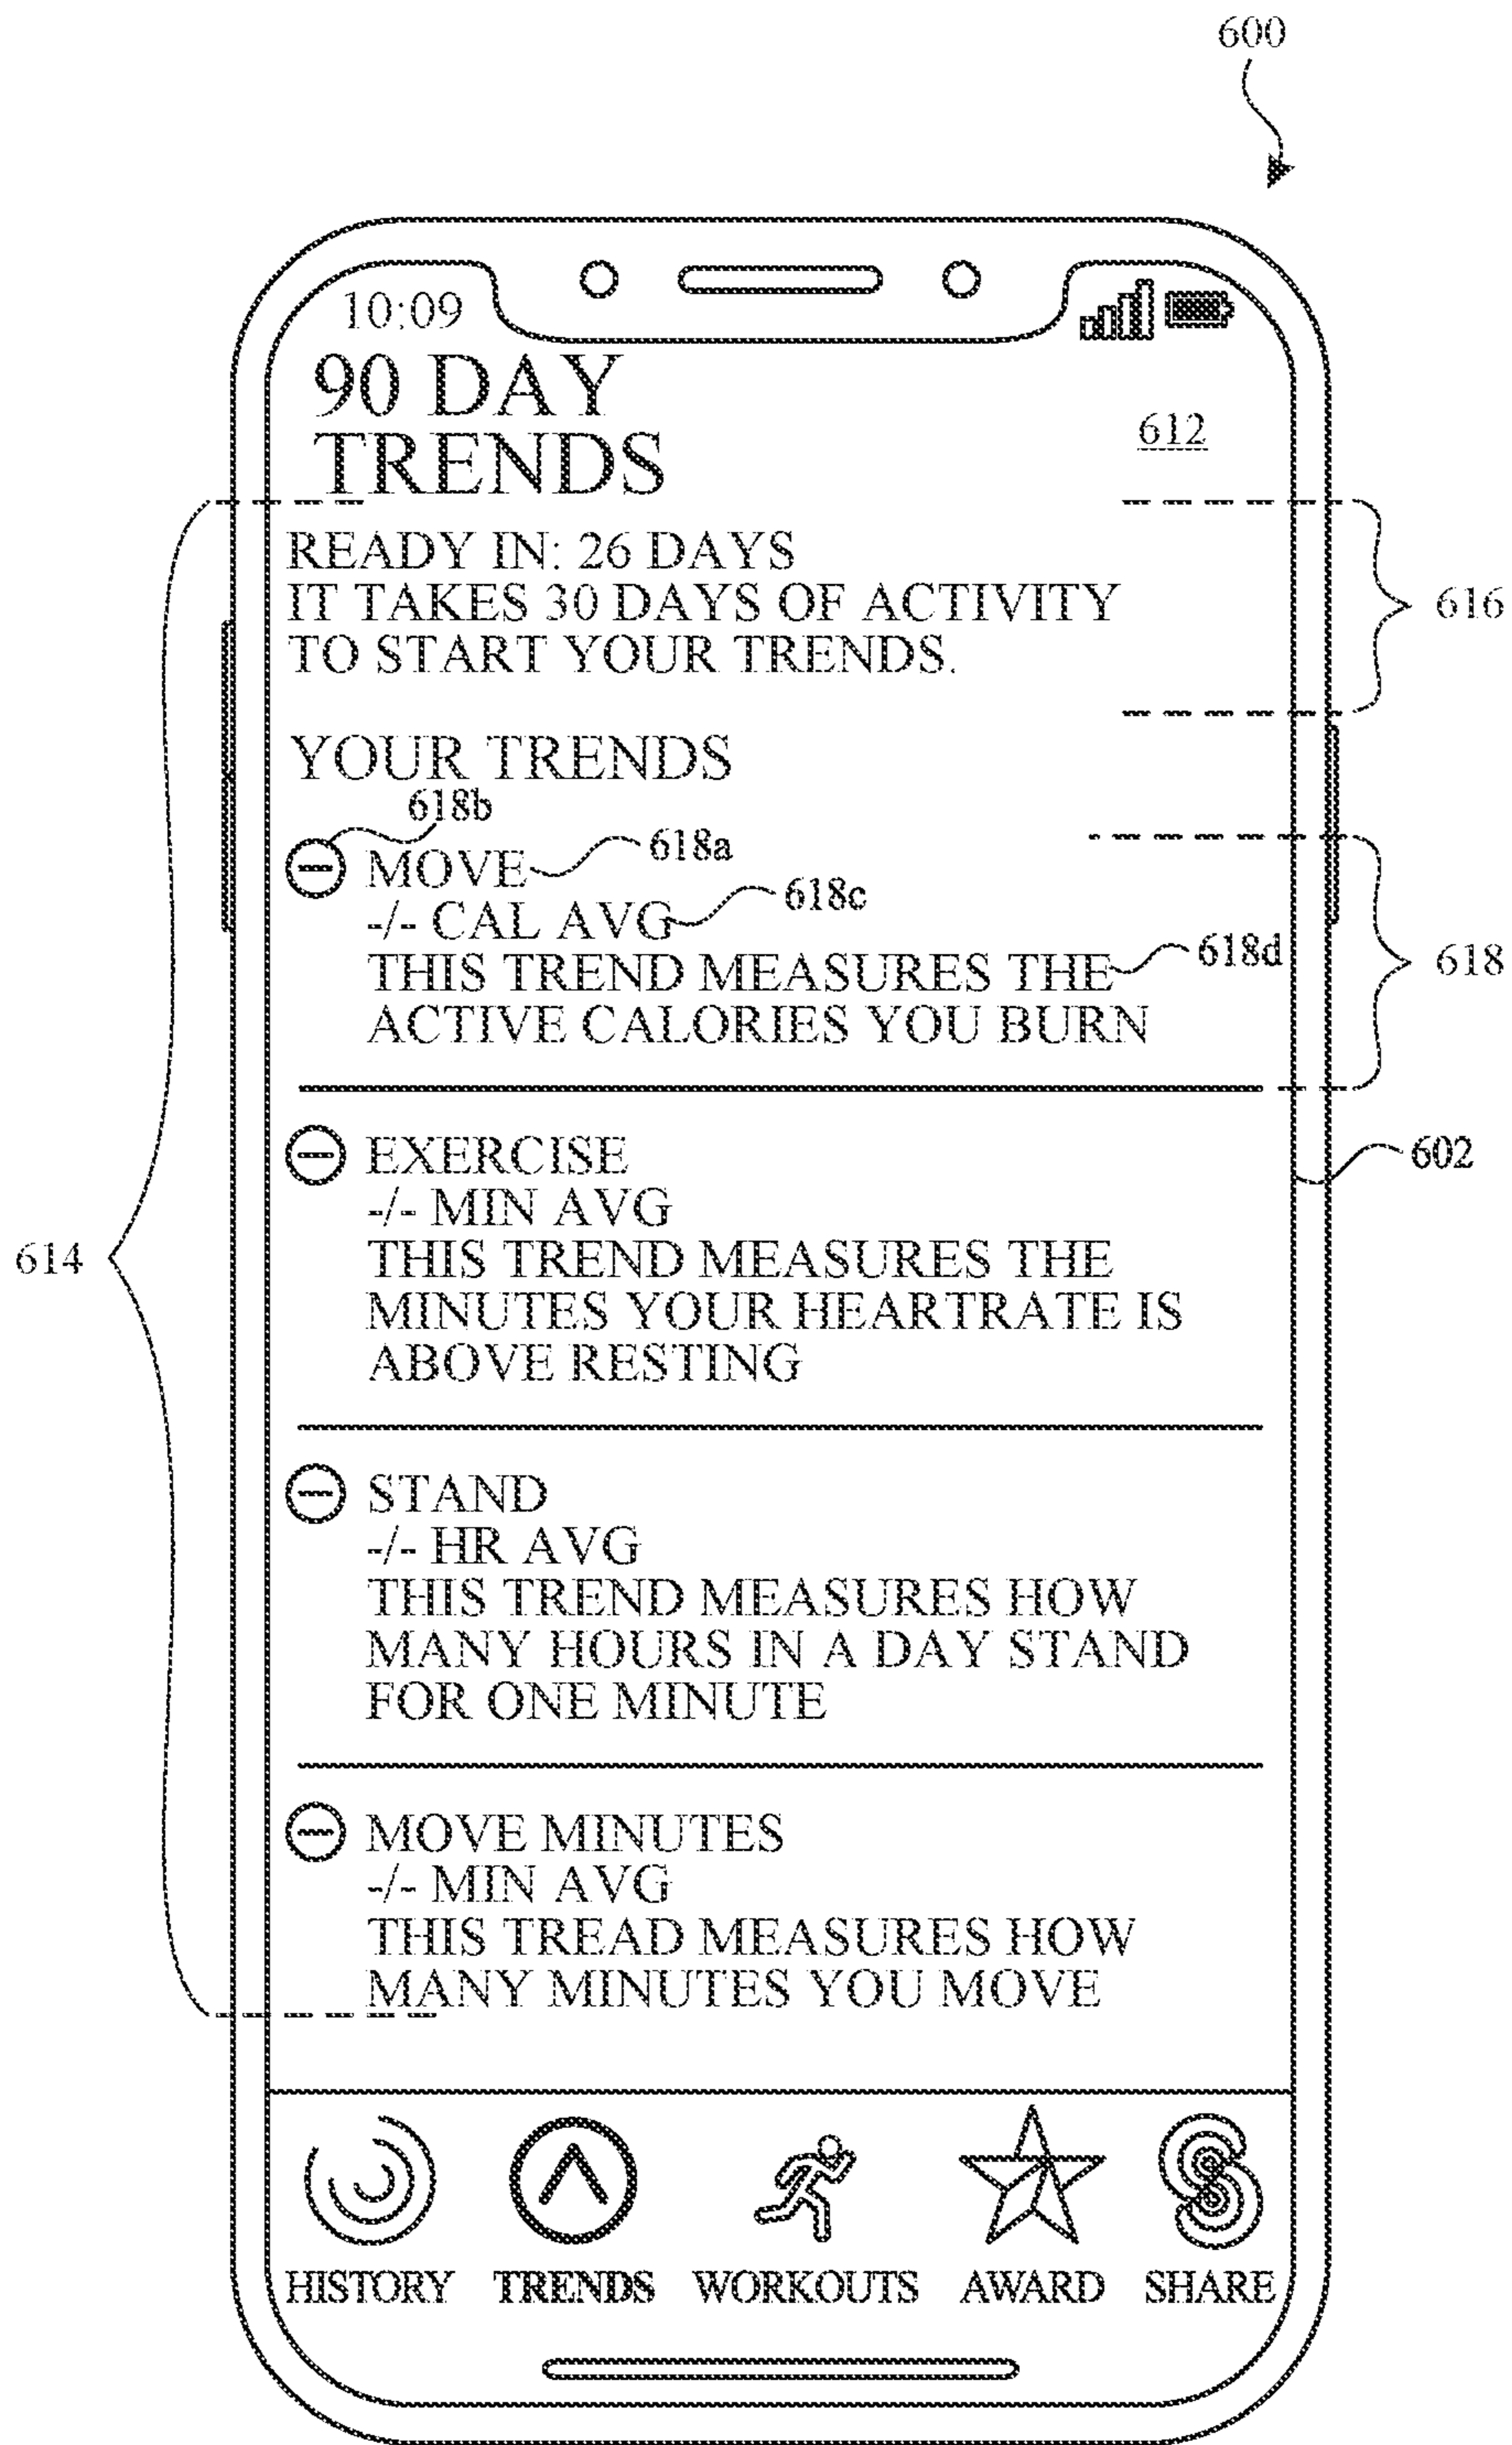 600
10:09
90 DAY
TRENDS
612
READY IN: 26 DAYS
IT TAKES 30 DAYS OF ACTIVITY
TO START YOUR TRENDS.
616
YOUR TRENDS
618b
MOVE
618a
-/- CAL AVG
618c
THIS TREND MEASURES THE
618d
ACTIVE CALORIES YOU BURN
618
EXERCISE
602
-/- MIN AVG
THIS TREND MEASURES THE
614
MINUTES YOUR HEARTRATE IS
ABOVE RESTING
STAND
-/- HR AVG
THIS TREND MEASURES HOW
MANY HOURS IN A DAY STAND
FOR ONE MINUTE
MOVE MINUTES
-/- MIN AVG
THIS TREAD MEASURES HOW
MANY MINUTES YOU MOVE
HISTORY TRENDS WORKOUTS AWARD SHARE